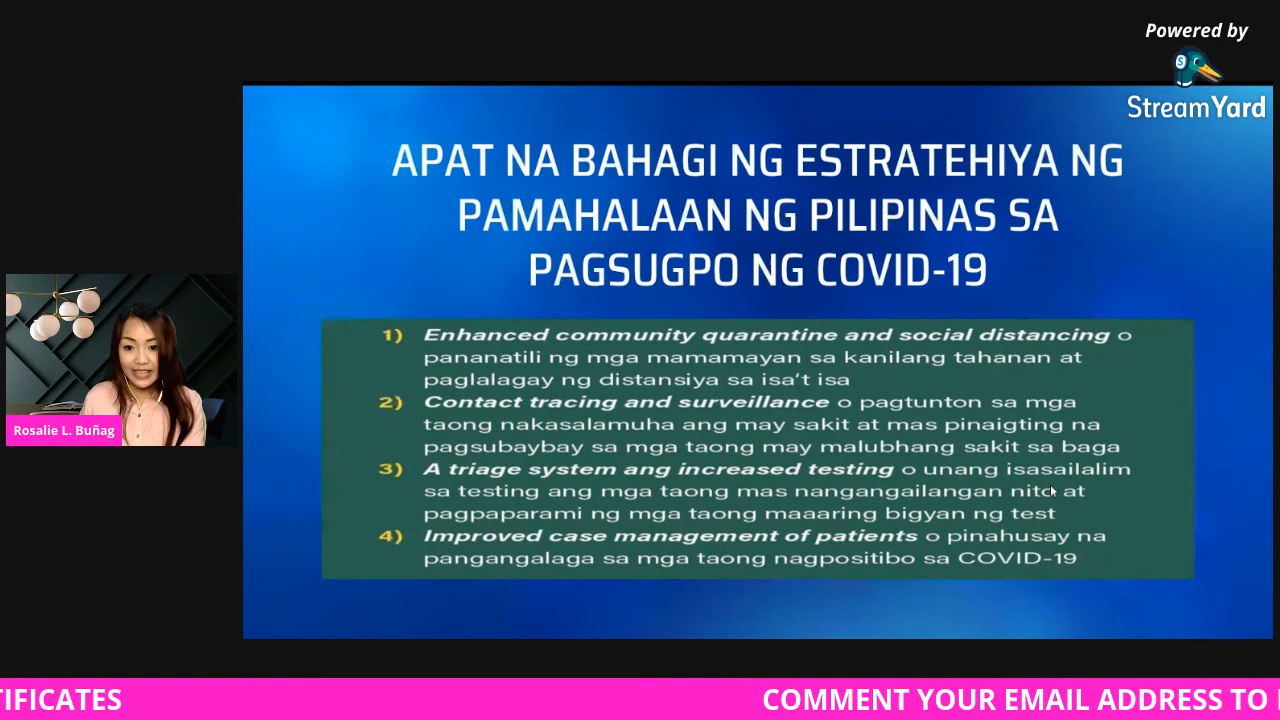 Powered by
StreamYard
APAT NA BAHAGI NG ESTRATEHIYA NG
PAMAHALAAN NG PILIPINAS SA
PAGSUGPO NG COVID-19
1) Enhanced community quarantine and social distancing o
pananatili ng mga mamamayan sa kanilang tahanan at
paglalagay ng distansiya sa isa't isa
2) Contact tracing and surveillance o pagtunton sa mga
taong nakasalamuha ang may sakit at mas pinaigting na
pagsubaybay sa mga taong may malubhang sakit sa baga
3) A triage system ang increased testing o unang isasailalim
sa testing ang mga taong mas nangangailangan nito at
pagpaparami ng mga taong maaaring bigyan ng test
4) Improved case management of patients o pinahusay na
pangangalaga sa mga taong nagpositibo sa COVID-19
Rosalie L. Buñag
TIFICATES COMMENT YOUR EMAIL ADDRESS TO